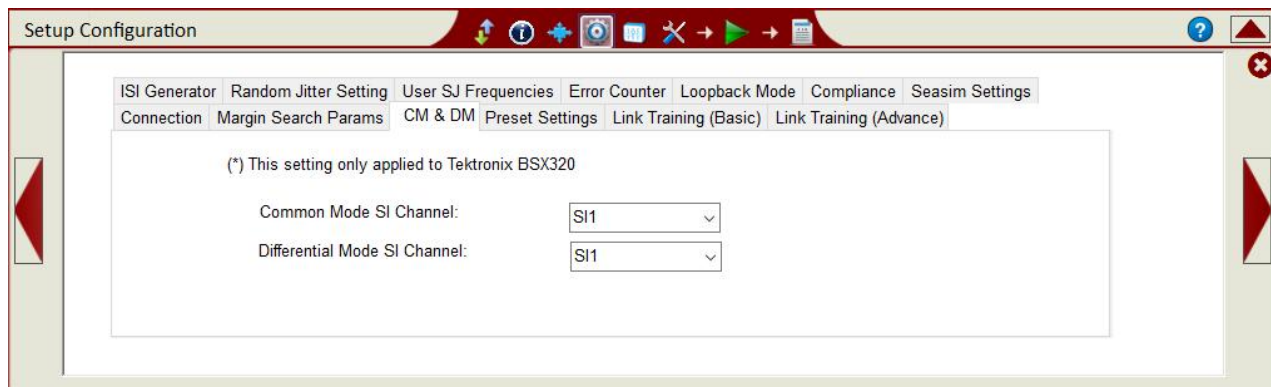 Setup Configuration
ISI Generator Random Jitter Setting User SJ Frequencies Error Counter Loopback Mode Compliance Seasim Settings
Connection Margin Search Params CM & DM Preset Settings Link Training (Basic) Link Training (Advance)
(*) This setting only applied to Tektronix BSX320
Common Mode SI Channel: SI1
Differential Mode SI Channel: SI1